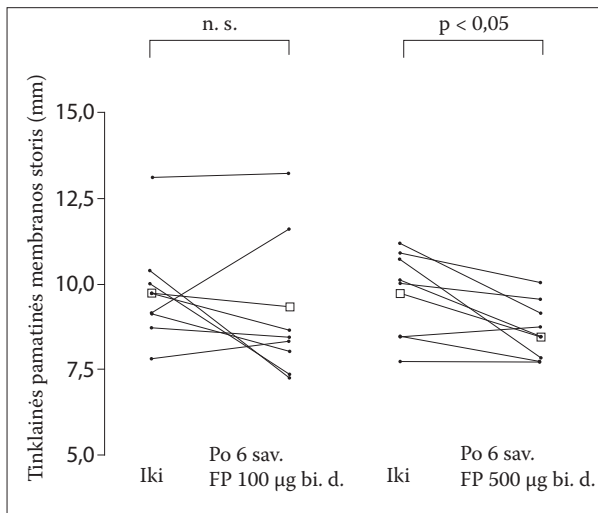 n. s.
p < 0,05
Tinklainės pamatinės membranos storis (mm)
15,0
12,5
10,0
7,5
5,0
Iki
Po 6 sav.
FP 100 µg bi. d.
Iki
Po 6 sav.
FP 500 µg bi. d.